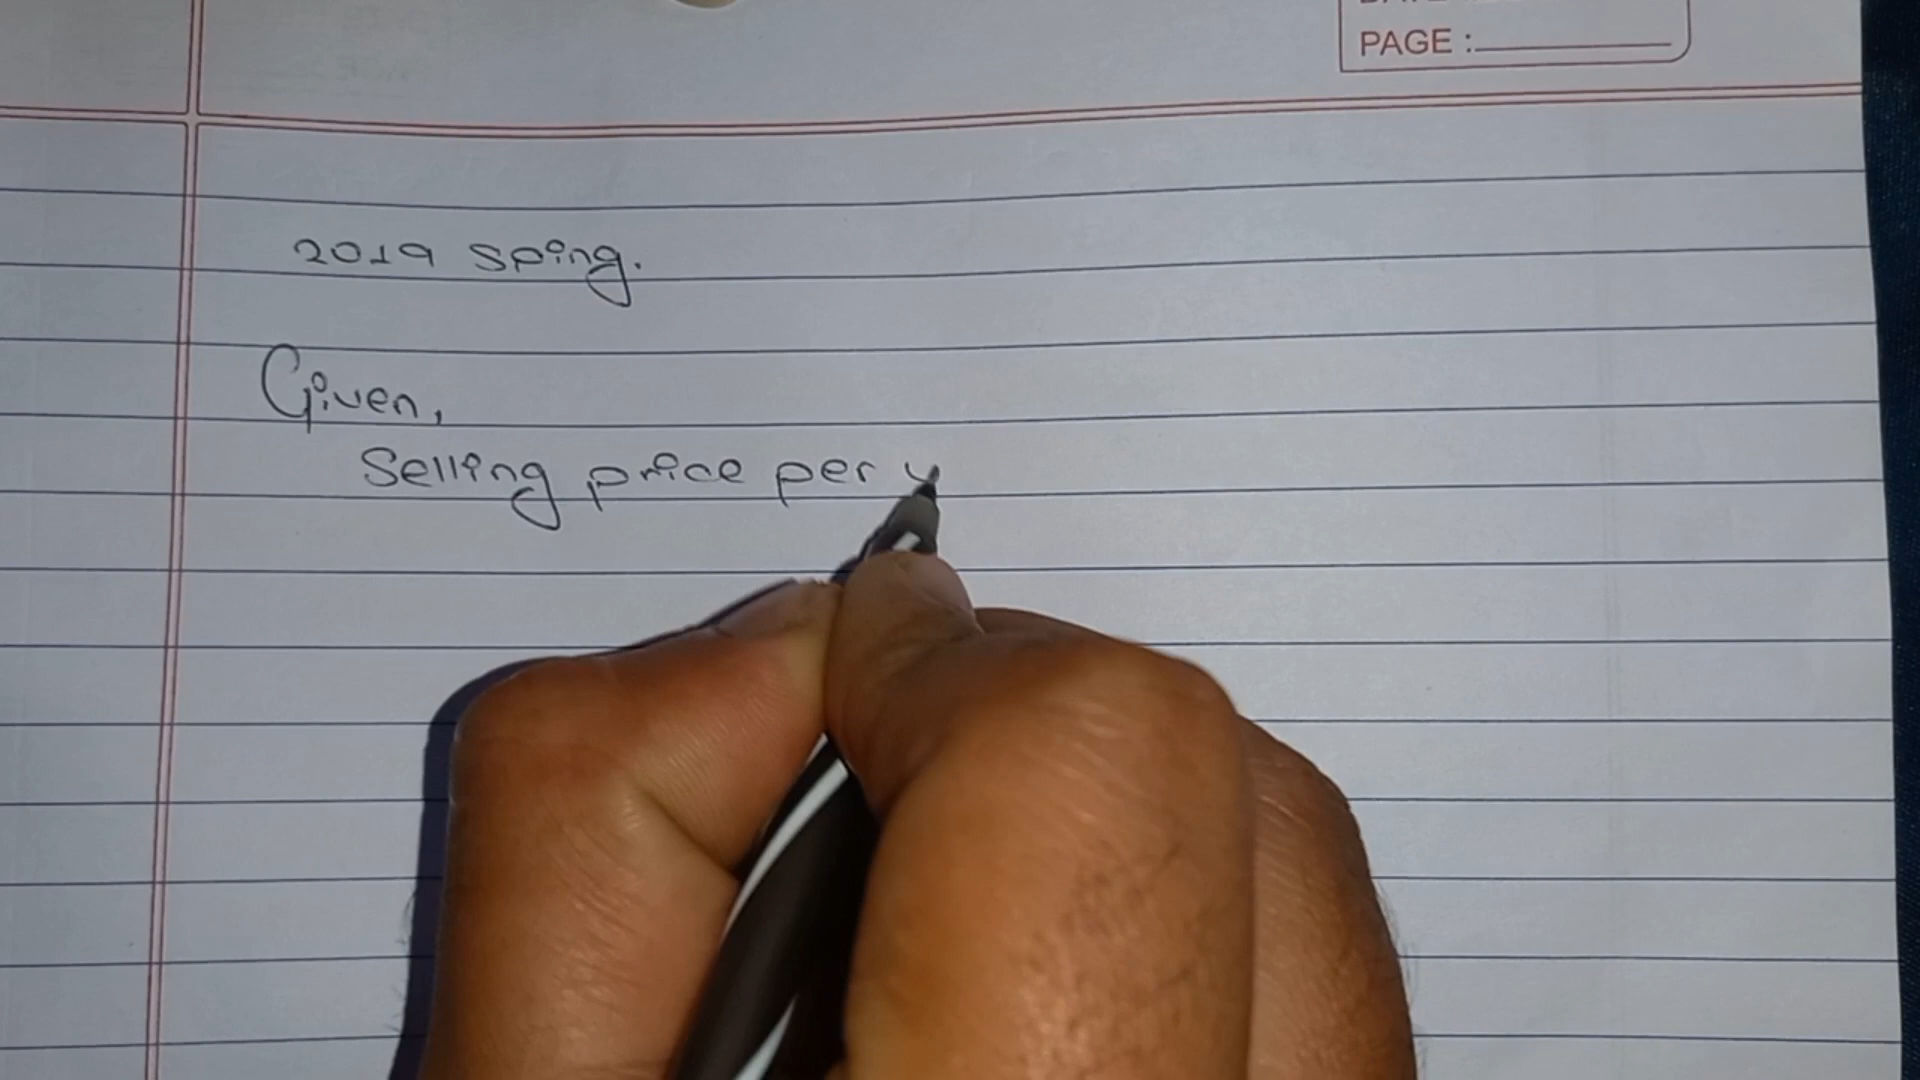 PAGE :
2019 sping.
Given,
Selling price per u